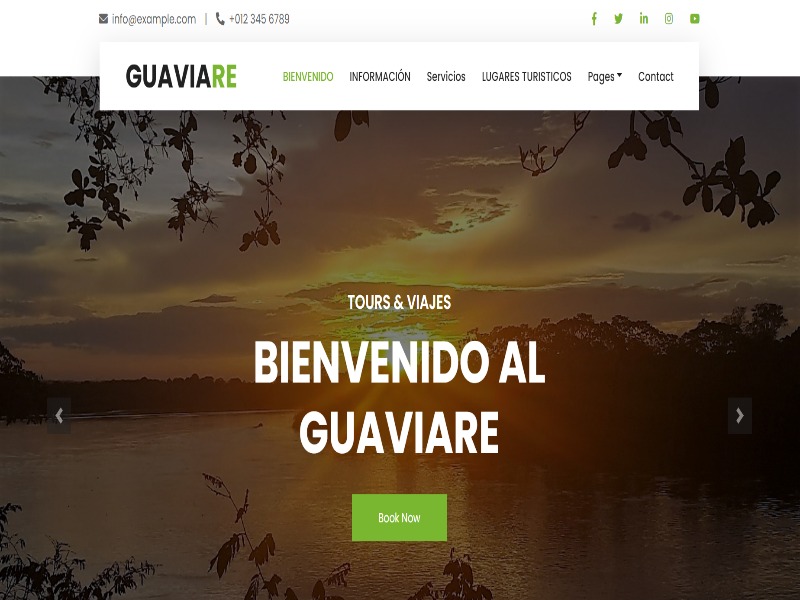 info@example.com | +012 345 6789
GUAVIARE
BIENVENIDO INFORMACIÓN Servicios LUGARES TURISTICOS Pages Contact
TOURS & VIAJES
BIENVENIDO AL
GUAVIARE
Book Now